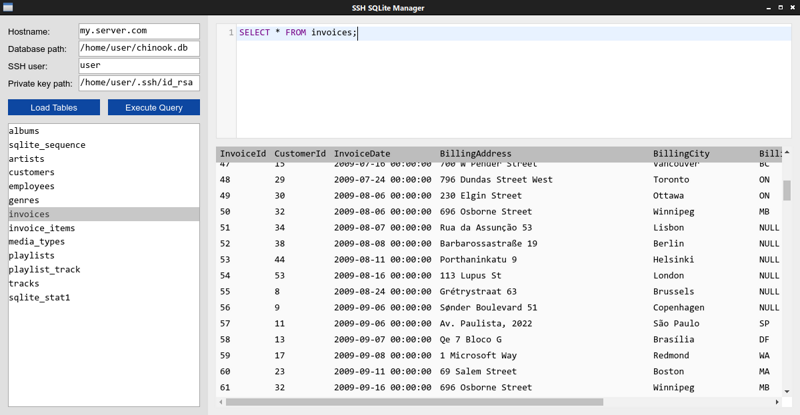 SSH SQLite Manager
Hostname: my.server.com
Database path: /home/user/chinook.db
SSH user: user
Private key path: /home/user/.ssh/id_rsa
Load Tables Execute Query
albums
sqlite_sequence
artists
customers
employees
genres
invoices
invoice_items
media_types
playlists
playlist_track
tracks
sqlite_stat1
1 SELECT * FROM invoices;
InvoiceId CustomerId InvoiceDate BillingAddress BillingCity Billi
47 15 2009-07-16 00:00:00 700 W Pender Street Vancouver BC
48 29 2009-07-24 00:00:00 796 Dundas Street West Toronto ON
49 30 2009-08-06 00:00:00 230 Elgin Street Ottawa ON
50 32 2009-08-06 00:00:00 696 Osborne Street Winnipeg MB
51 34 2009-08-07 00:00:00 Rua da Assunção 53 Lisbon NULL
52 38 2009-08-08 00:00:00 Barbarossastraße 19 Berlin NULL
53 44 2009-08-11 00:00:00 Porthaninkatu 9 Helsinki NULL
54 53 2009-08-16 00:00:00 113 Lupus St London NULL
55 8 2009-08-24 00:00:00 Grétrystraat 63 Brussels NULL
56 9 2009-09-06 00:00:00 Sønder Boulevard 51 Copenhagen NULL
57 11 2009-09-06 00:00:00 Av. Paulista, 2022 São Paulo SP
58 13 2009-09-07 00:00:00 Qe 7 Bloco G Brasília DF
59 17 2009-09-08 00:00:00 1 Microsoft Way Redmond WA
60 23 2009-09-11 00:00:00 69 Salem Street Boston MA
61 32 2009-09-16 00:00:00 696 Osborne Street Winnipeg MB